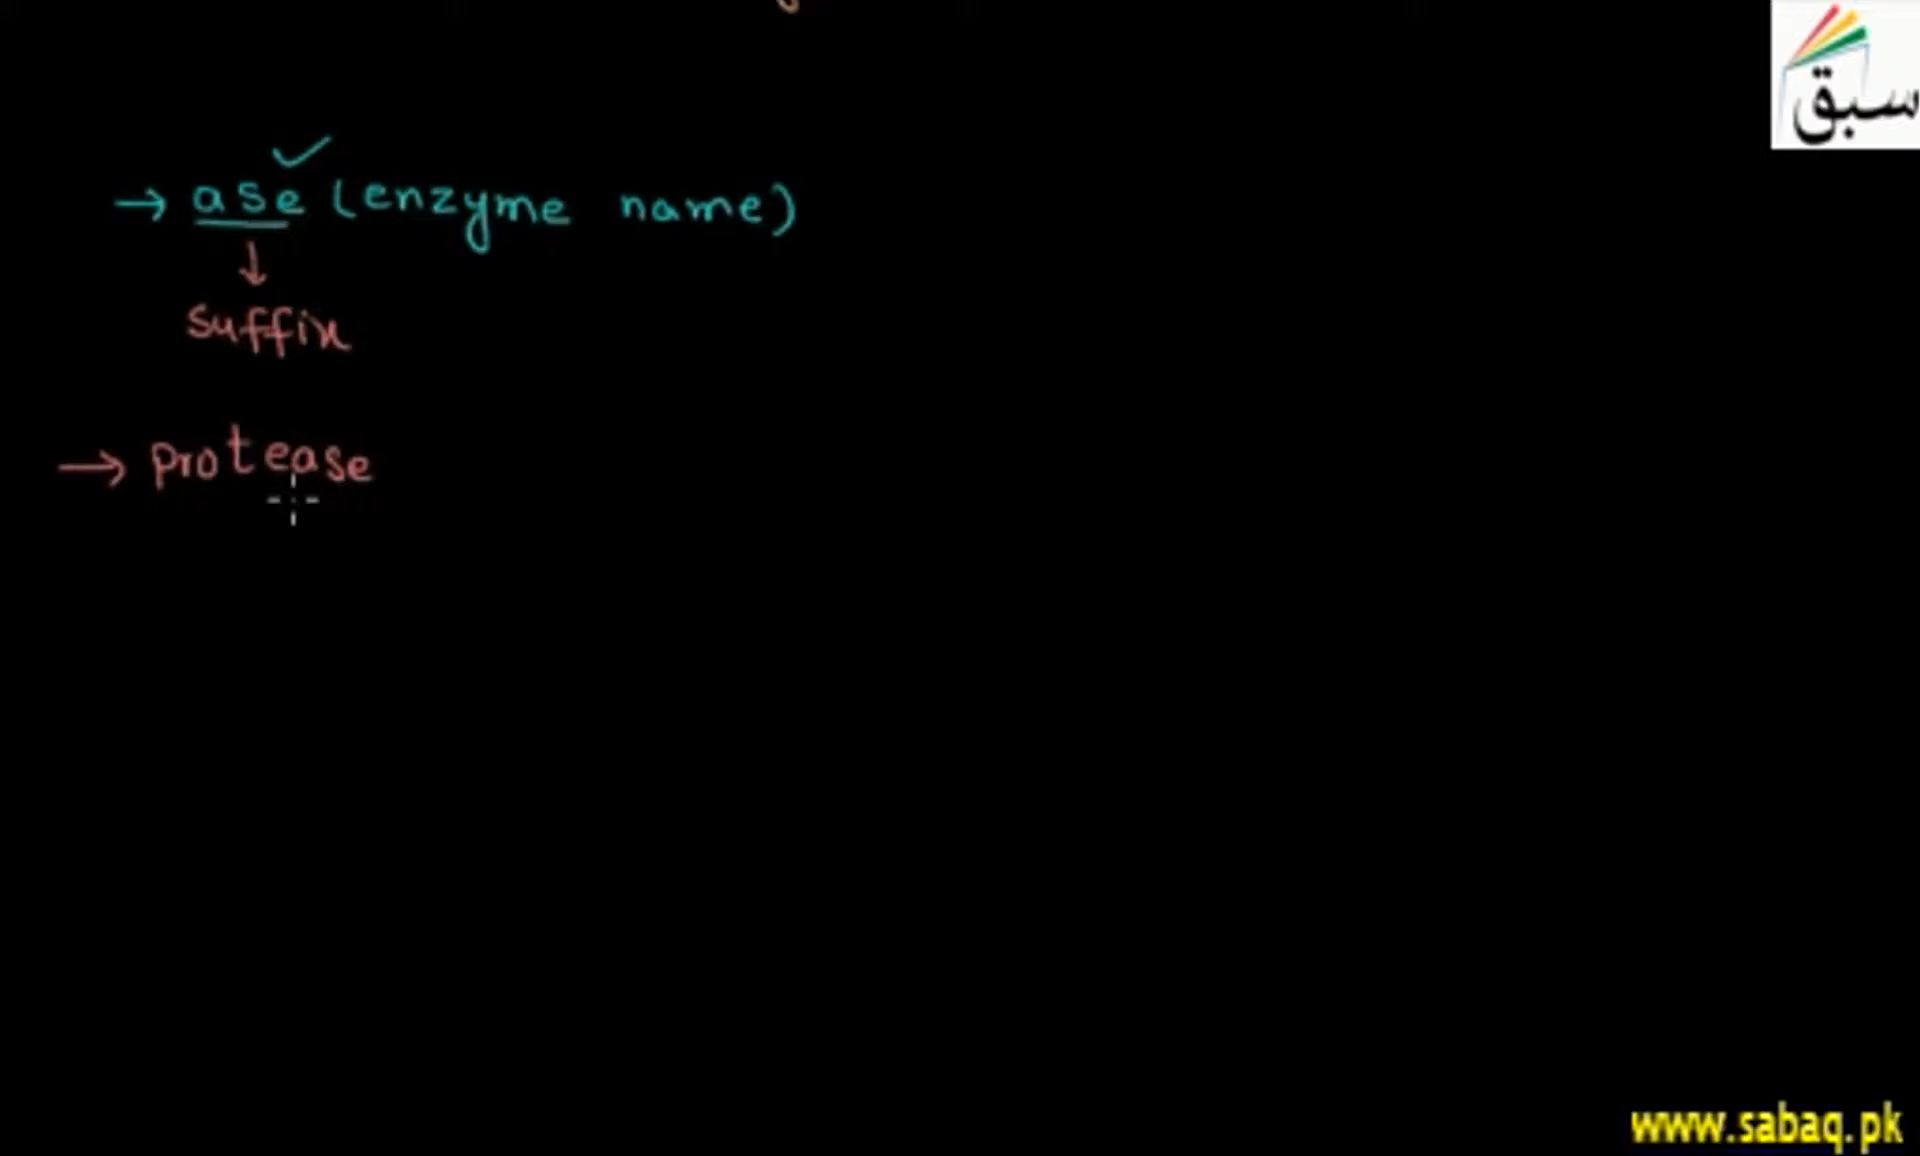 سبق
→ ase (enzyme name)
↓
suffix
→ protease
www.sabaq.pk